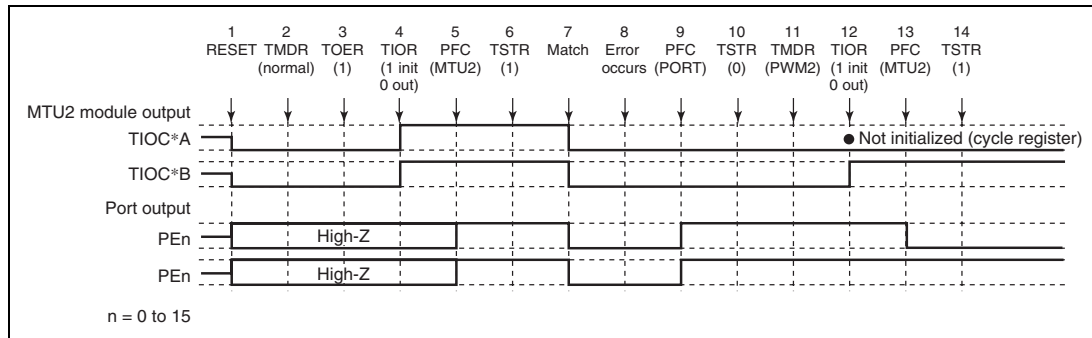 1 2 3 4 5 6 7 8 9 10 11 12 13 14
RESET TMDR TOER TIOR PFC TSTR Match Error PFC TSTR TMDR TIOR PFC TSTR
(normal) (1) (1 init (MTU2) (1) occurs (PORT) (0) (PWM2) (1 init (MTU2) (1)
0 out) 0 out)
MTU2 module output
TIOC*A
● Not initialized (cycle register)
TIOC*B
Port output
PEn
High-Z
PEn
High-Z
n = 0 to 15